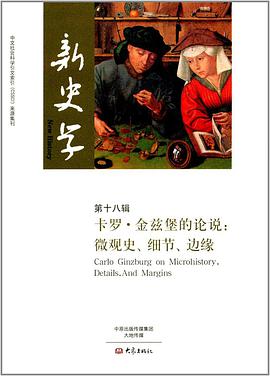 中文社会科学引文索引（CSSCI）来源集刊
新史学
New History
第十八辑
卡罗·金兹堡的论说：
微观史、细节、边缘
Carlo Ginzburg on Microhistory,
Details,And Margins
中原出版传媒集团
大地传媒
大象出版社